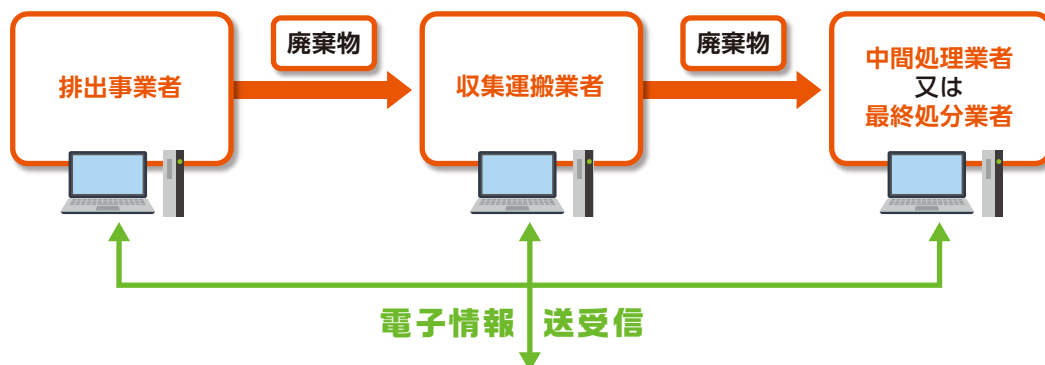 廃棄物
廃棄物
排出事業者
収集運搬業者
中間処理業者
又は
最終処分業者
電子情報 送受信